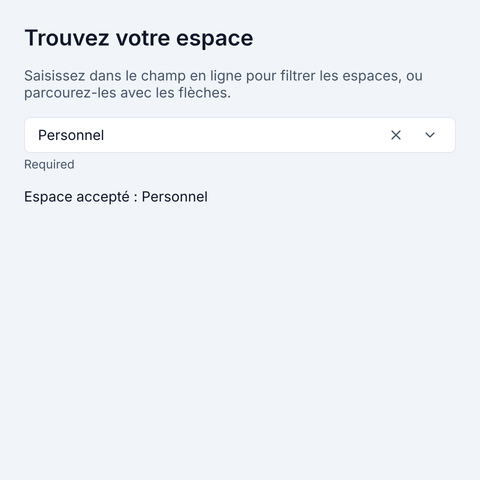 Trouvez votre espace
Saisissez dans le champ en ligne pour filtrer les espaces, ou
parcourez-les avec les flèches.
Personnel
Required
Espace accepté : Personnel